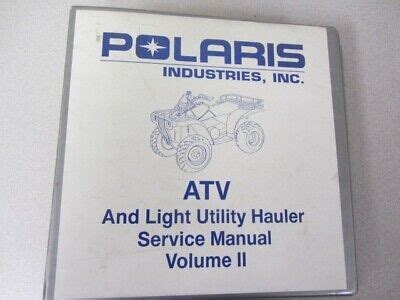 POLARIS
INDUSTRIES, INC.
ATV
And Light Utility Hauler
Service Manual
Volume II